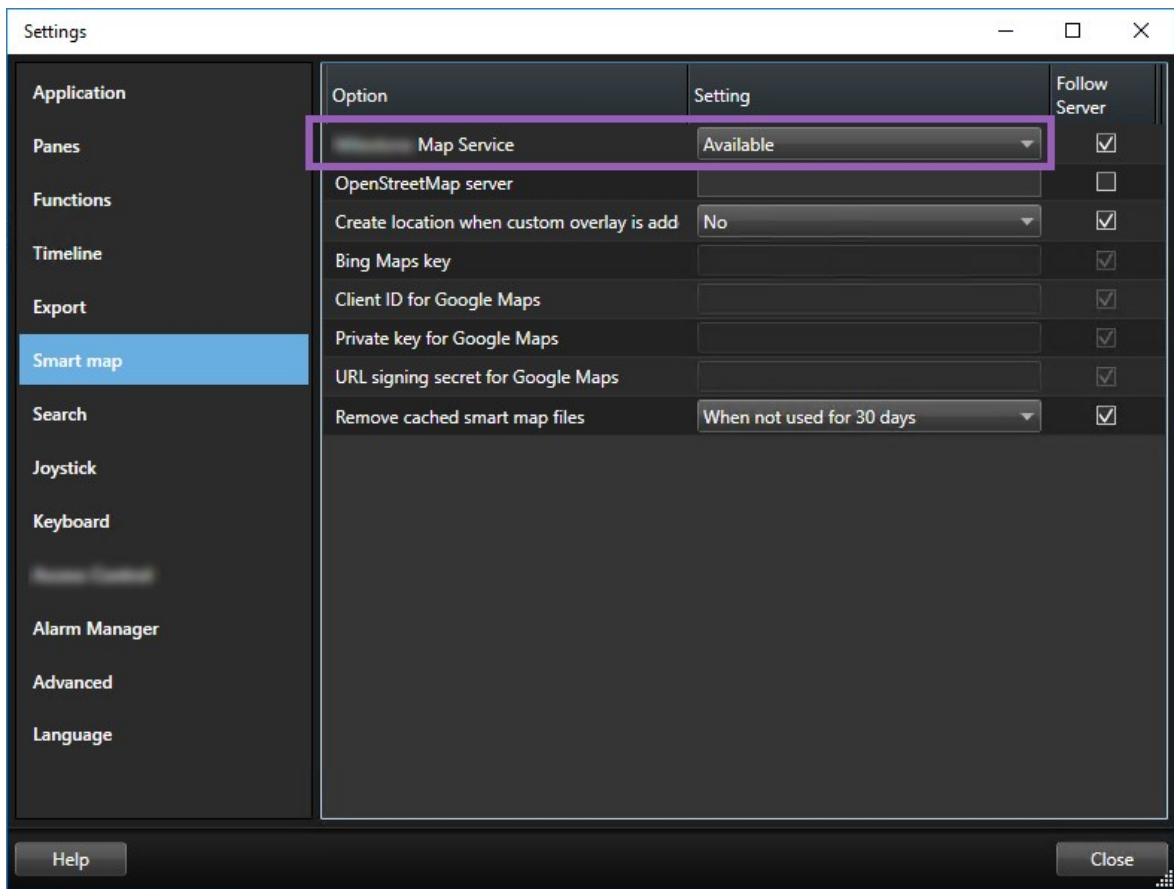 Settings
Application
Panes
Functions
Timeline
Export
Smart map
Search
Joystick
Keyboard
Alarm Manager
Advanced
Language
Option Setting Follow
Server
Map Service Available
OpenStreetMap server
Create location when custom overlay is add No
Bing Maps key
Client ID for Google Maps
Private key for Google Maps
URL signing secret for Google Maps
Remove cached smart map files When not used for 30 days
Help Close